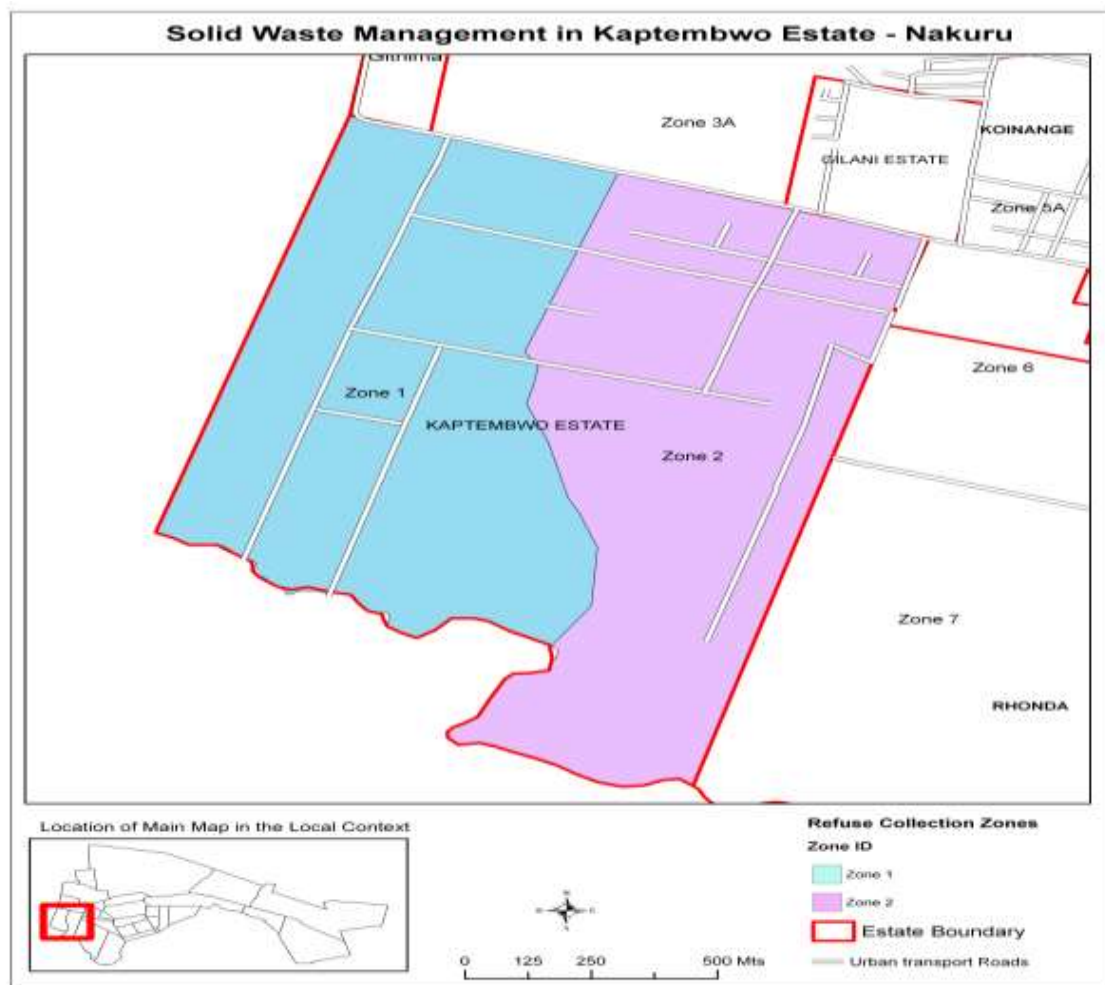 Solid Waste Management in Kaptembwo Estate - Nakuru
Githima
Zone 3A
KOINANGE
GILANI ESTATE
Zone 5A
Zone 6
Zone 1
KAPTEMBWO ESTATE
Zone 2
Zone 7
RHONDA
Location of Main Map in the Local Context
Refuse Collection Zones
Zone ID
Zone 1
Zone 2
Estate Boundary
Urban transport Roads
0 125 250 500 Mts